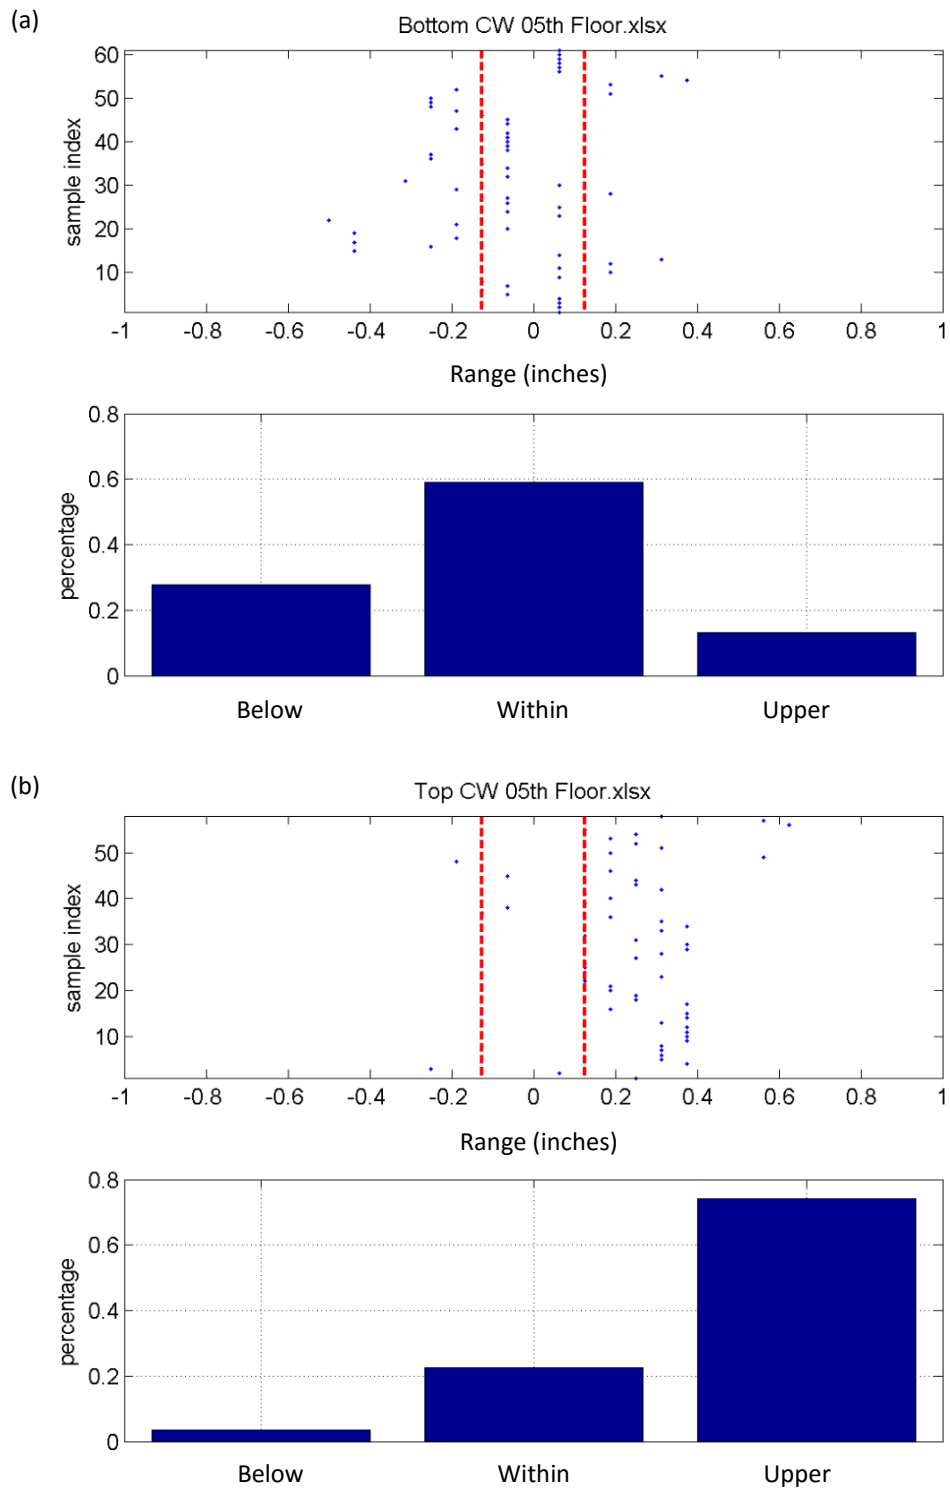 (a)
Bottom CW 05th Floor.xlsx
60
50
40
30
20
10
sample index
-1 -0.8 -0.6 -0.4 -0.2 0 0.2 0.4 0.6 0.8 1
Range (inches)
0.8
0.6
0.4
0.2
0
percentage
Below Within Upper
(b)
Top CW 05th Floor.xlsx
50
40
30
20
10
sample index
-1 -0.8 -0.6 -0.4 -0.2 0 0.2 0.4 0.6 0.8 1
Range (inches)
0.8
0.6
0.4
0.2
0
percentage
Below Within Upper